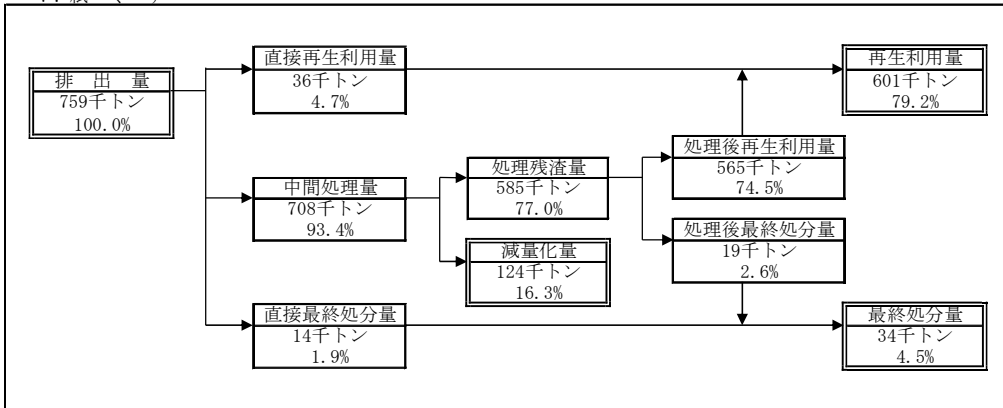 排 出 量
759千トン
100.0%
直接再生利用量
36千トン
4.7%
再生利用量
601千トン
79.2%
中間処理量
708千トン
93.4%
処理残渣量
585千トン
77.0%
処理後再生利用量
565千トン
74.5%
減量化量
124千トン
16.3%
処理後最終処分量
19千トン
2.6%
直接最終処分量
14千トン
1.9%
最終処分量
34千トン
4.5%